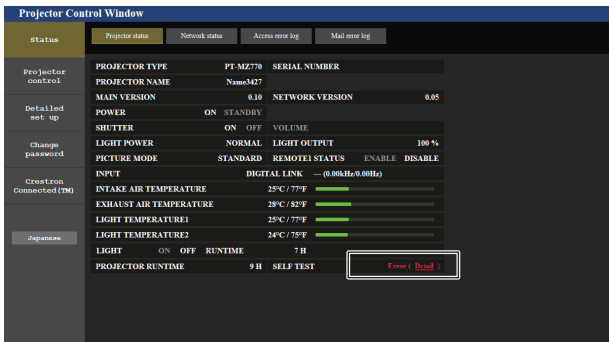 Projector Control Window
Status
Projector status Network status Access error log Mail error log
Projector control
Detailed set up
Change password
Crestron Connected(TM)
Japanese
PROJECTOR TYPE PT-MZ770 SERIAL NUMBER
PROJECTOR NAME Name3427
MAIN VERSION 0.10 NETWORK VERSION 0.05
POWER ON STANDBY
SHUTTER ON OFF VOLUME
LIGHT POWER NORMAL LIGHT OUTPUT 100 %
PICTURE MODE STANDARD REMOTE1 STATUS ENABLE DISABLE
INPUT DIGITAL LINK — (0.00kHz/0.00Hz)
INTAKE AIR TEMPERATURE 25°C / 77°F
EXHAUST AIR TEMPERATURE 28°C / 82°F
LIGHT TEMPERATURE1 25°C / 77°F
LIGHT TEMPERATURE2 24°C / 75°F
LIGHT ON OFF RUNTIME 7 H
PROJECTOR RUNTIME 9 H SELF TEST Error ( Detail )